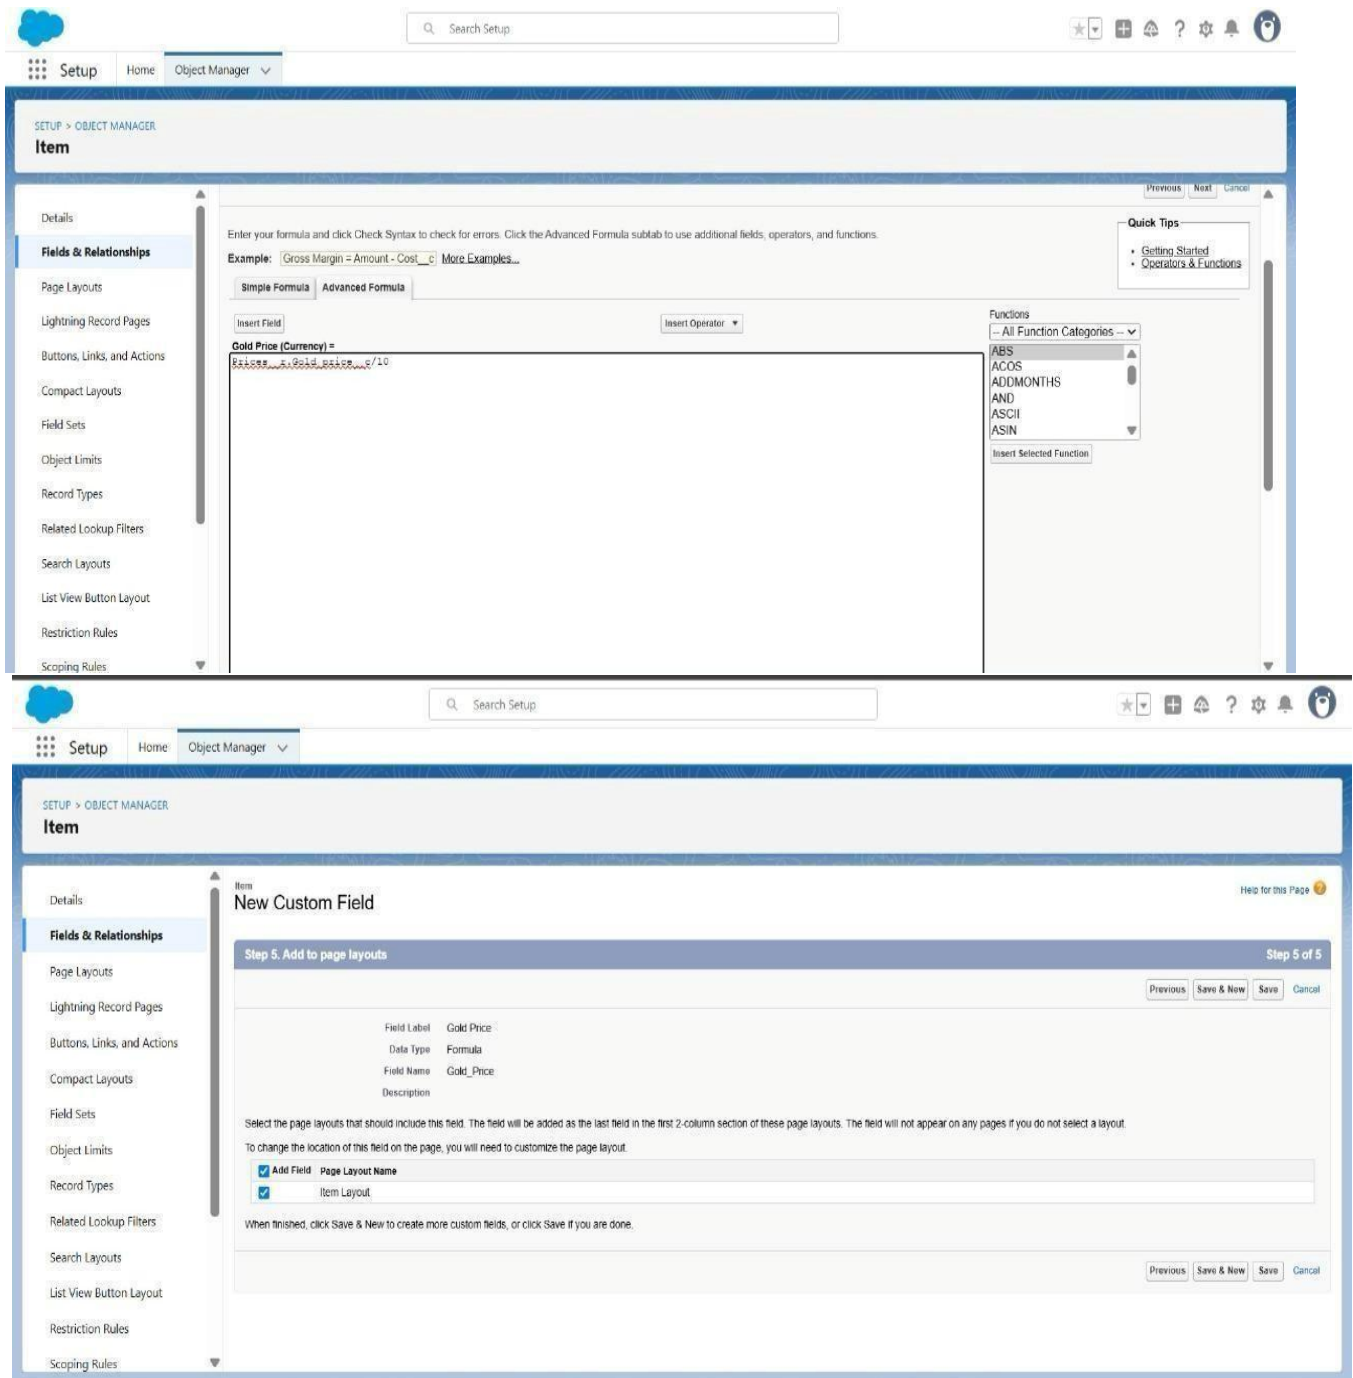 Search Setup
Setup Home Object Manager
SETUP > OBJECT MANAGER
Item
Previous Next Cancel
Details
Fields & Relationships
Page Layouts
Lightning Record Pages
Buttons, Links, and Actions
Compact Layouts
Field Sets
Object Limits
Record Types
Related Lookup Filters
Search Layouts
List View Button Layout
Restriction Rules
Scoping Rules
Enter your formula and click Check Syntax to check for errors. Click the Advanced Formula subtab to use additional fields, operators, and functions.
Example: Gross Margin = Amount - Cost__c More Examples...
Quick Tips
• Getting Started
• Operators & Functions
Simple Formula Advanced Formula
Insert Field
Insert Operator
Gold Price (Currency) =
Prices__r.Gold_price__c/10
Functions
-- All Function Categories --
ABS
ACOS
ADDMONTHS
AND
ASCII
ASIN
Insert Selected Function
Search Setup
Setup Home Object Manager
SETUP > OBJECT MANAGER
Item
Details
Fields & Relationships
Page Layouts
Lightning Record Pages
Buttons, Links, and Actions
Compact Layouts
Field Sets
Object Limits
Record Types
Related Lookup Filters
Search Layouts
List View Button Layout
Restriction Rules
Scoping Rules
Item
New Custom Field
Help for this Page
Step 5. Add to page layouts Step 5 of 5
Previous Save & New Save Cancel
Field Label Gold Price
Data Type Formula
Field Name Gold_Price
Description
Select the page layouts that should include this field. The field will be added as the last field in the first 2-column section of these page layouts. The field will not appear on any pages if you do not select a layout.
To change the location of this field on the page, you will need to customize the page layout.
Add Field Page Layout Name
Item Layout
When finished, click Save & New to create more custom fields, or click Save if you are done.
Previous Save & New Save Cancel